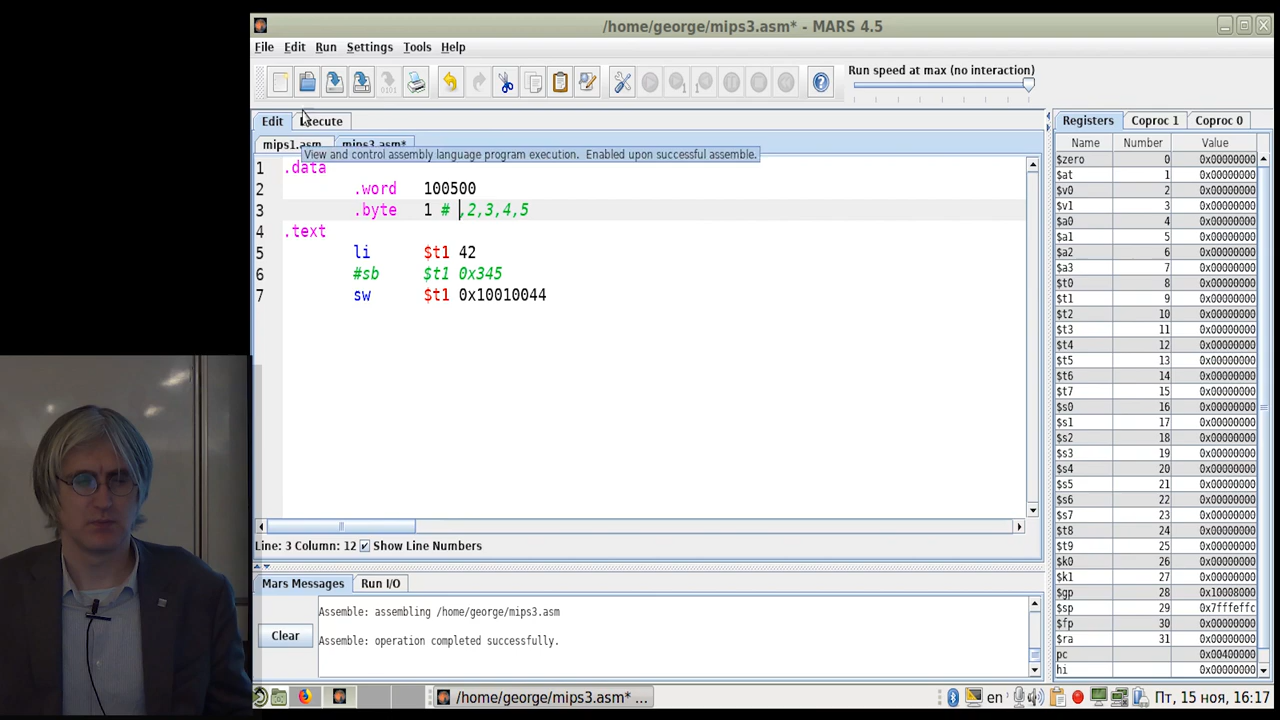 /home/george/mips3.asm* - MARS 4.5
File Edit Run Settings Tools Help
Run speed at max (no interaction)
Edit Execute
mips1.asm mips3.asm*
View and control assembly language program execution. Enabled upon successful assemble.
1 .data
2 .word 100500
3 .byte 1 # ,2,3,4,5
4 .text
5 li $t1 42
6 #sb $t1 0x345
7 sw $t1 0x10010044
Line: 3 Column: 12 Show Line Numbers
Mars Messages Run I/O
Assemble: assembling /home/george/mips3.asm
Clear
Assemble: operation completed successfully.
Registers Coproc 1 Coproc 0
Name Number Value
$zero 0 0x00000000
$at 1 0x00000000
$v0 2 0x00000000
$v1 3 0x00000000
$a0 4 0x00000000
$a1 5 0x00000000
$a2 6 0x00000000
$a3 7 0x00000000
$t0 8 0x00000000
$t1 9 0x00000000
$t2 10 0x00000000
$t3 11 0x00000000
$t4 12 0x00000000
$t5 13 0x00000000
$t6 14 0x00000000
$t7 15 0x00000000
$s0 16 0x00000000
$s1 17 0x00000000
$s2 18 0x00000000
$s3 19 0x00000000
$s4 20 0x00000000
$s5 21 0x00000000
$s6 22 0x00000000
$s7 23 0x00000000
$t8 24 0x00000000
$t9 25 0x00000000
$k0 26 0x00000000
$k1 27 0x00000000
$gp 28 0x10008000
$sp 29 0x7fffeffc
$fp 30 0x00000000
$ra 31 0x00000000
pc 0x00400000
hi 0x00000000
/home/george/mips3.asm* ...
en Пт, 15 ноя, 16:17